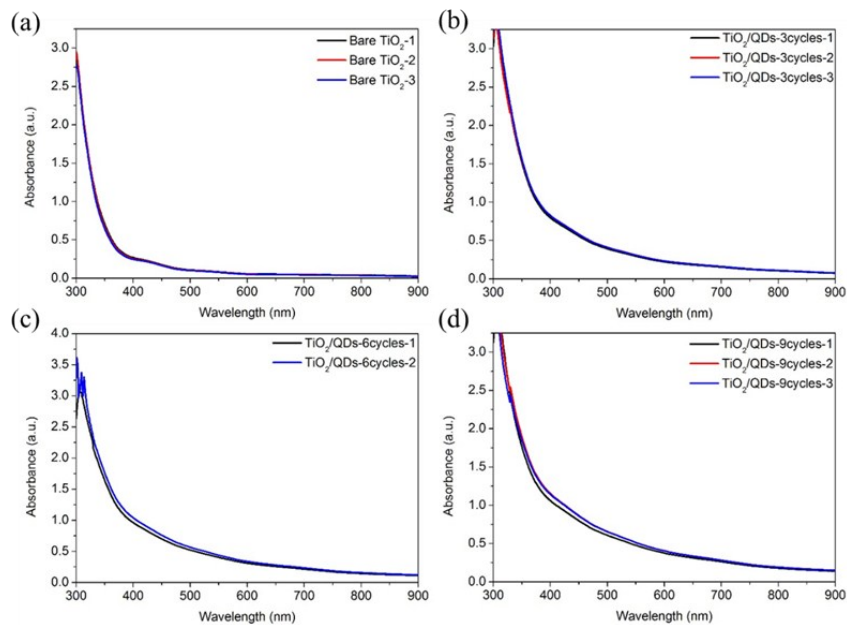 (a)
Bare TiO2-1
Bare TiO2-2
Bare TiO2-3
3.0
2.5
2.0
1.5
1.0
0.5
0.0
Absorbance (a.u.)
300 400 500 600 700 800 900
Wavelength (nm)
(b)
TiO2/QDs-3cycles-1
TiO2/QDs-3cycles-2
TiO2/QDs-3cycles-3
3.0
2.5
2.0
1.5
1.0
0.5
0.0
Absorbance (a.u.)
300 400 500 600 700 800 900
Wavelength (nm)
(c)
TiO2/QDs-6cycles-1
TiO2/QDs-6cycles-2
4.0
3.5
3.0
2.5
2.0
1.5
1.0
0.5
0.0
Absorbance (a.u.)
300 400 500 600 700 800 900
Wavelength (nm)
(d)
TiO2/QDs-9cycles-1
TiO2/QDs-9cycles-2
TiO2/QDs-9cycles-3
3.0
2.5
2.0
1.5
1.0
0.5
0.0
Absorbance (a.u.)
300 400 500 600 700 800 900
Wavelength (nm)